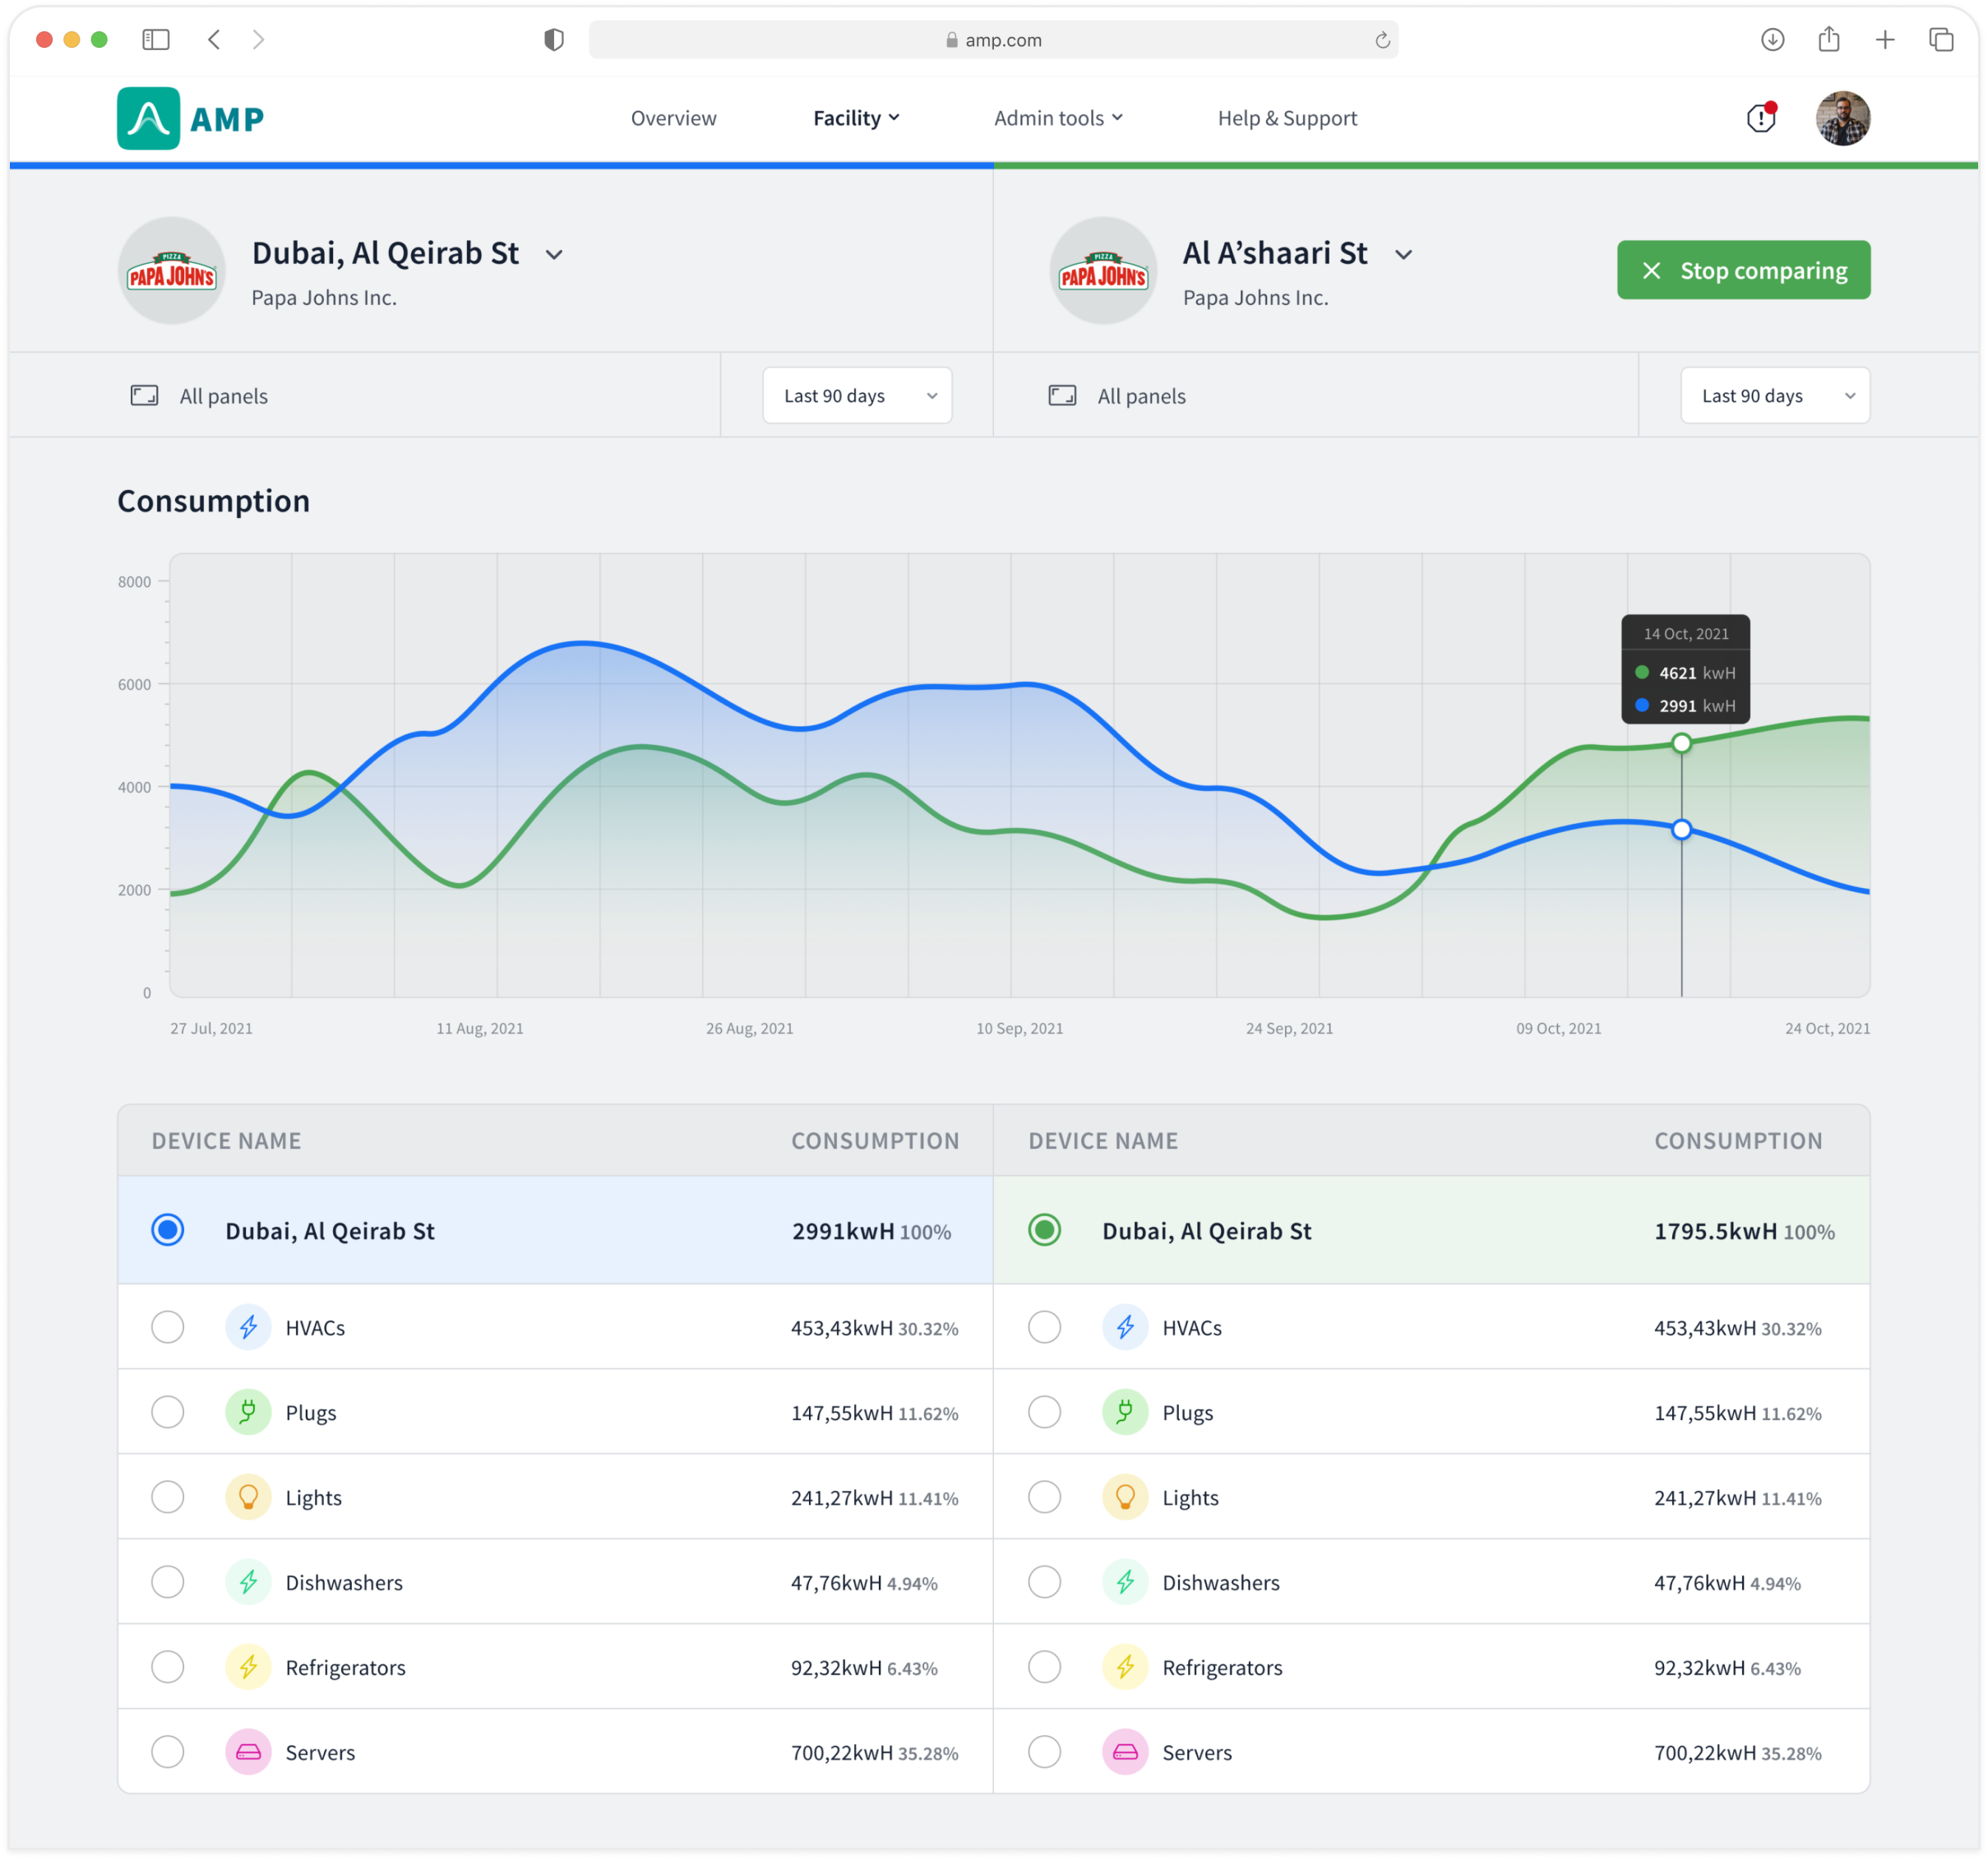 amp.com
AMP
Overview
Facility
Admin tools
Help & Support
PIZZA
PAPA JOHN'S
Dubai, Al Qeirab St
Papa Johns Inc.
PIZZA
PAPA JOHN'S
Al A’shaari St
Papa Johns Inc.
Stop comparing
All panels
Last 90 days
All panels
Last 90 days
Consumption
8000
6000
4000
2000
0
14 Oct, 2021
4621 kwH
2991 kwH
27 Jul, 2021
11 Aug, 2021
26 Aug, 2021
10 Sep, 2021
24 Sep, 2021
09 Oct, 2021
24 Oct, 2021
DEVICE NAME CONSUMPTION DEVICE NAME CONSUMPTION
Dubai, Al Qeirab St 2991kwH 100% Dubai, Al Qeirab St 1795.5kwH 100%
HVACs 453,43kwH 30.32% HVACs 453,43kwH 30.32%
Plugs 147,55kwH 11.62% Plugs 147,55kwH 11.62%
Lights 241,27kwH 11.41% Lights 241,27kwH 11.41%
Dishwashers 47,76kwH 4.94% Dishwashers 47,76kwH 4.94%
Refrigerators 92,32kwH 6.43% Refrigerators 92,32kwH 6.43%
Servers 700,22kwH 35.28% Servers 700,22kwH 35.28%